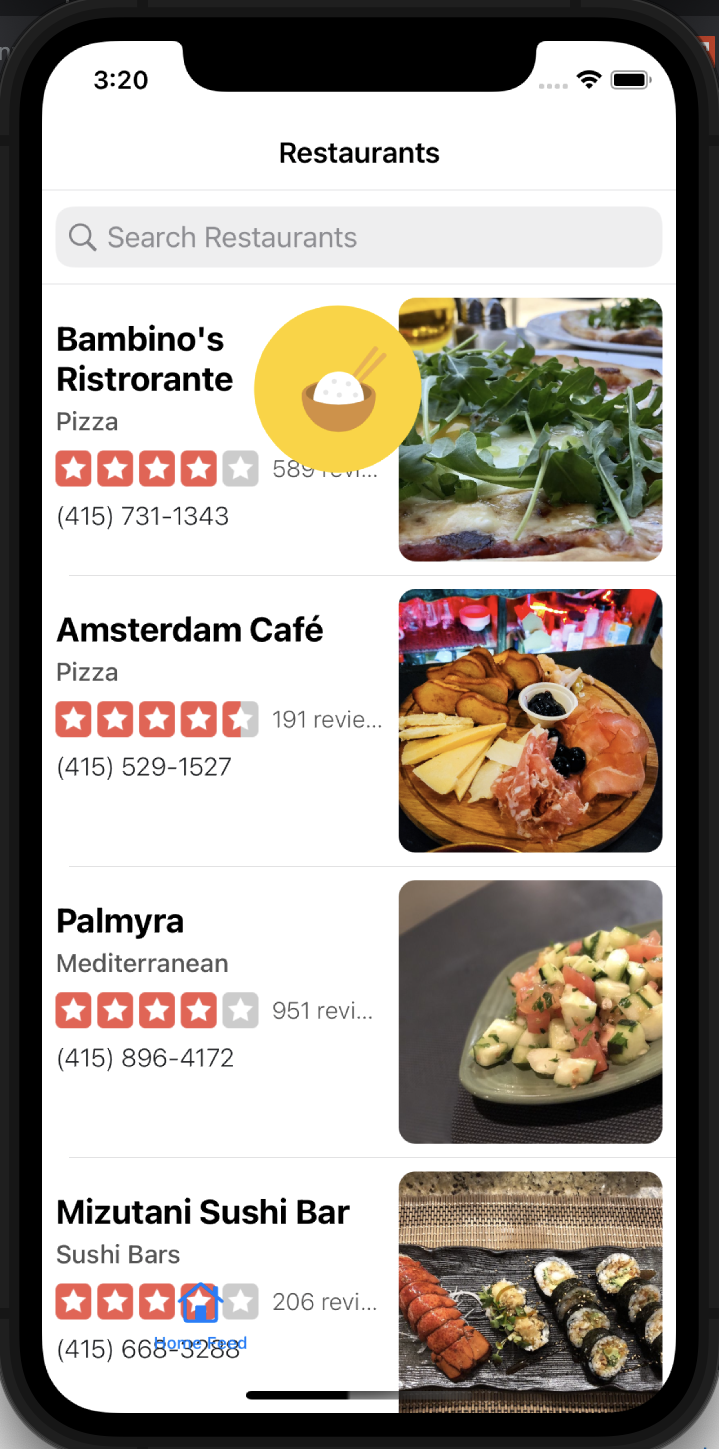 3:20
Restaurants
Search Restaurants
Bambino's
Ristrorante
Pizza
589 revi...
(415) 731-1343
Amsterdam Café
Pizza
191 revie...
(415) 529-1527
Palmyra
Mediterranean
951 revi...
(415) 896-4172
Mizutani Sushi Bar
Sushi Bars
206 revi...
(415) 668-3288
Home Feed